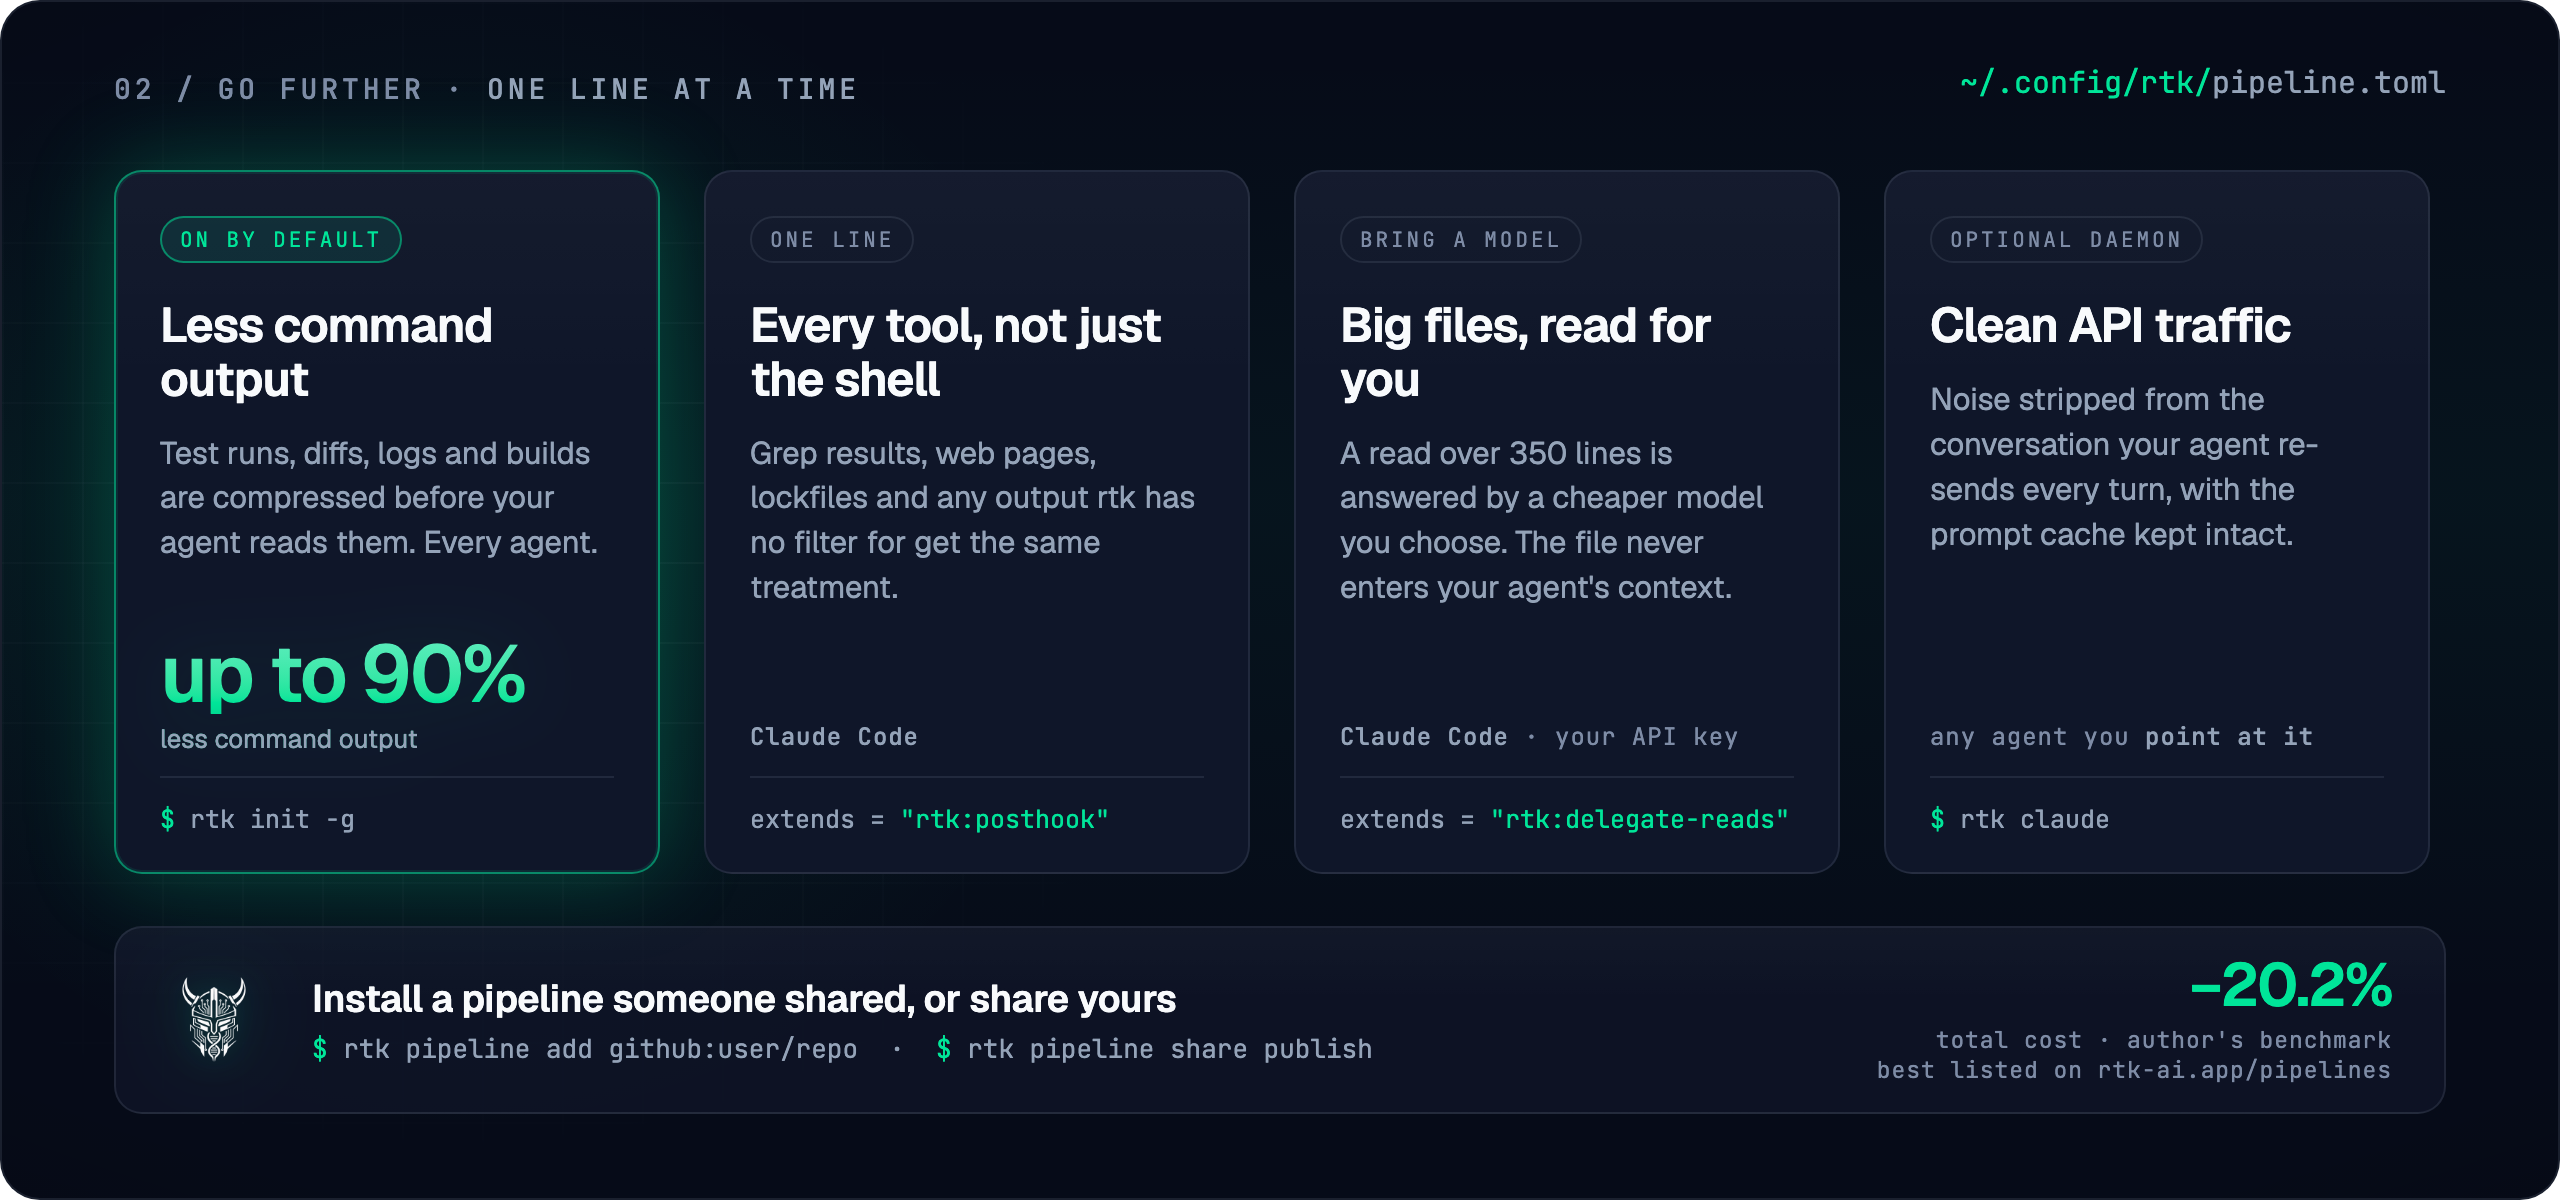 02 / GO FURTHER · ONE LINE AT A TIME
~/.config/rtk/pipeline.toml
ON BY DEFAULT
Less command
output
Test runs, diffs, logs and builds
are compressed before your
agent reads them. Every agent.
up to 90%
less command output
$ rtk init -g
ONE LINE
Every tool, not just
the shell
Grep results, web pages,
lockfiles and any output rtk has
no filter for get the same
treatment.
Claude Code
extends = "rtk:posthook"
BRING A MODEL
Big files, read for
you
A read over 350 lines is
answered by a cheaper model
you choose. The file never
enters your agent's context.
Claude Code · your API key
extends = "rtk:delegate-reads"
OPTIONAL DAEMON
Clean API traffic
Noise stripped from the
conversation your agent re-
sends every turn, with the
prompt cache kept intact.
any agent you point at it
$ rtk claude
Install a pipeline someone shared, or share yours
$ rtk pipeline add github:user/repo · $ rtk pipeline share publish
−20.2%
total cost · author's benchmark
best listed on rtk-ai.app/pipelines